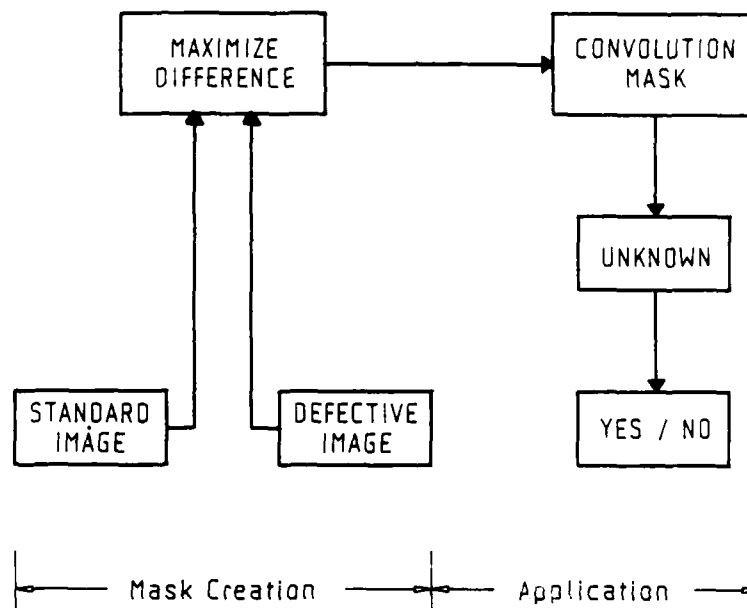 MAXIMIZE
DIFFERENCE
CONVOLUTION
MASK
UNKNOWN
STANDARD
IMAGE
DEFECTIVE
IMAGE
YES / NO
Mask Creation
Application